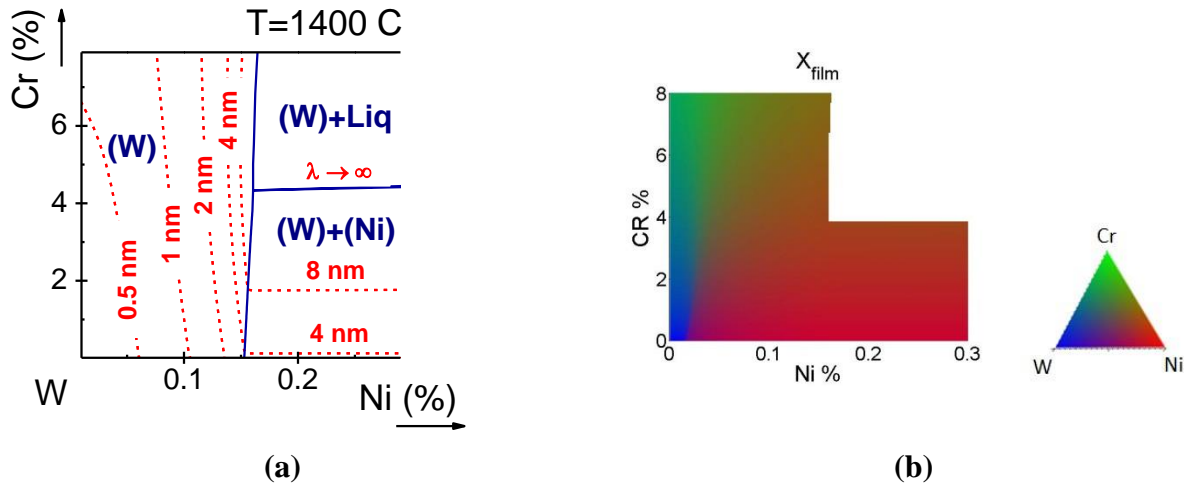 T=1400 C
Cr (%)
6
4
2
(W)
(W)+Liq
λ → ∞
(W)+(Ni)
8 nm
4 nm
0.5 nm
1 nm
2 nm
4 nm
W
0.1
0.2
Ni (%)
(a)
X_film
8
6
4
2
0
CR %
0
0.1
0.2
0.3
Ni %
Cr
W
Ni
(b)